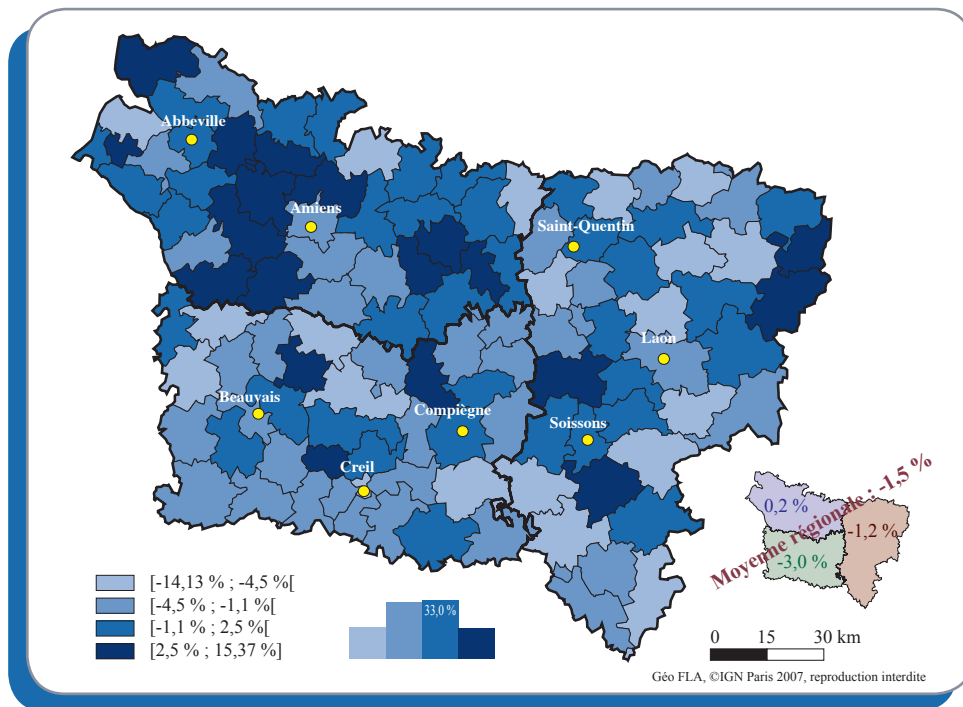 Abbeville
Amiens
Saint-Quentin
Laon
Beauvais
Compiègne
Soissons
Creil
Moyenne régionale : -1,5 %
0,2 %
-1,2 %
-3,0 %
[-14,13 % ; -4,5 %[
[-4,5 % ; -1,1 %[
[-1,1 % ; 2,5 %[
[2,5 % ; 15,37 %]
33,0 %
0 15 30 km
Géo FLA, ©IGN Paris 2007, reproduction interdite